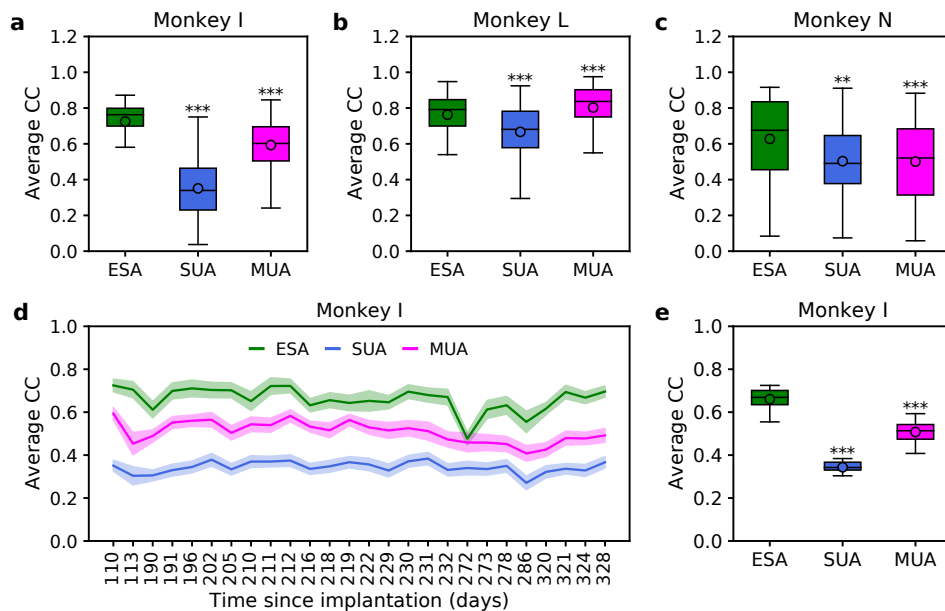 a Monkey I
Average CC
1.2
1.0
0.8
0.6
0.4
0.2
0.0
***
***
ESA SUA MUA
b Monkey L
Average CC
1.2
1.0
0.8
0.6
0.4
0.2
0.0
***
***
ESA SUA MUA
c Monkey N
Average CC
1.2
1.0
0.8
0.6
0.4
0.2
0.0
**
***
ESA SUA MUA
d Monkey I
Average CC
1.0
0.8
0.6
0.4
0.2
0.0
ESA SUA MUA
110 113 190 191 196 202 205 210 211 212 216 218 219 222 229 230 231 232 272 273 278 286 320 321 324 328
Time since implantation (days)
e Monkey I
Average CC
1.0
0.8
0.6
0.4
0.2
0.0
***
***
ESA SUA MUA